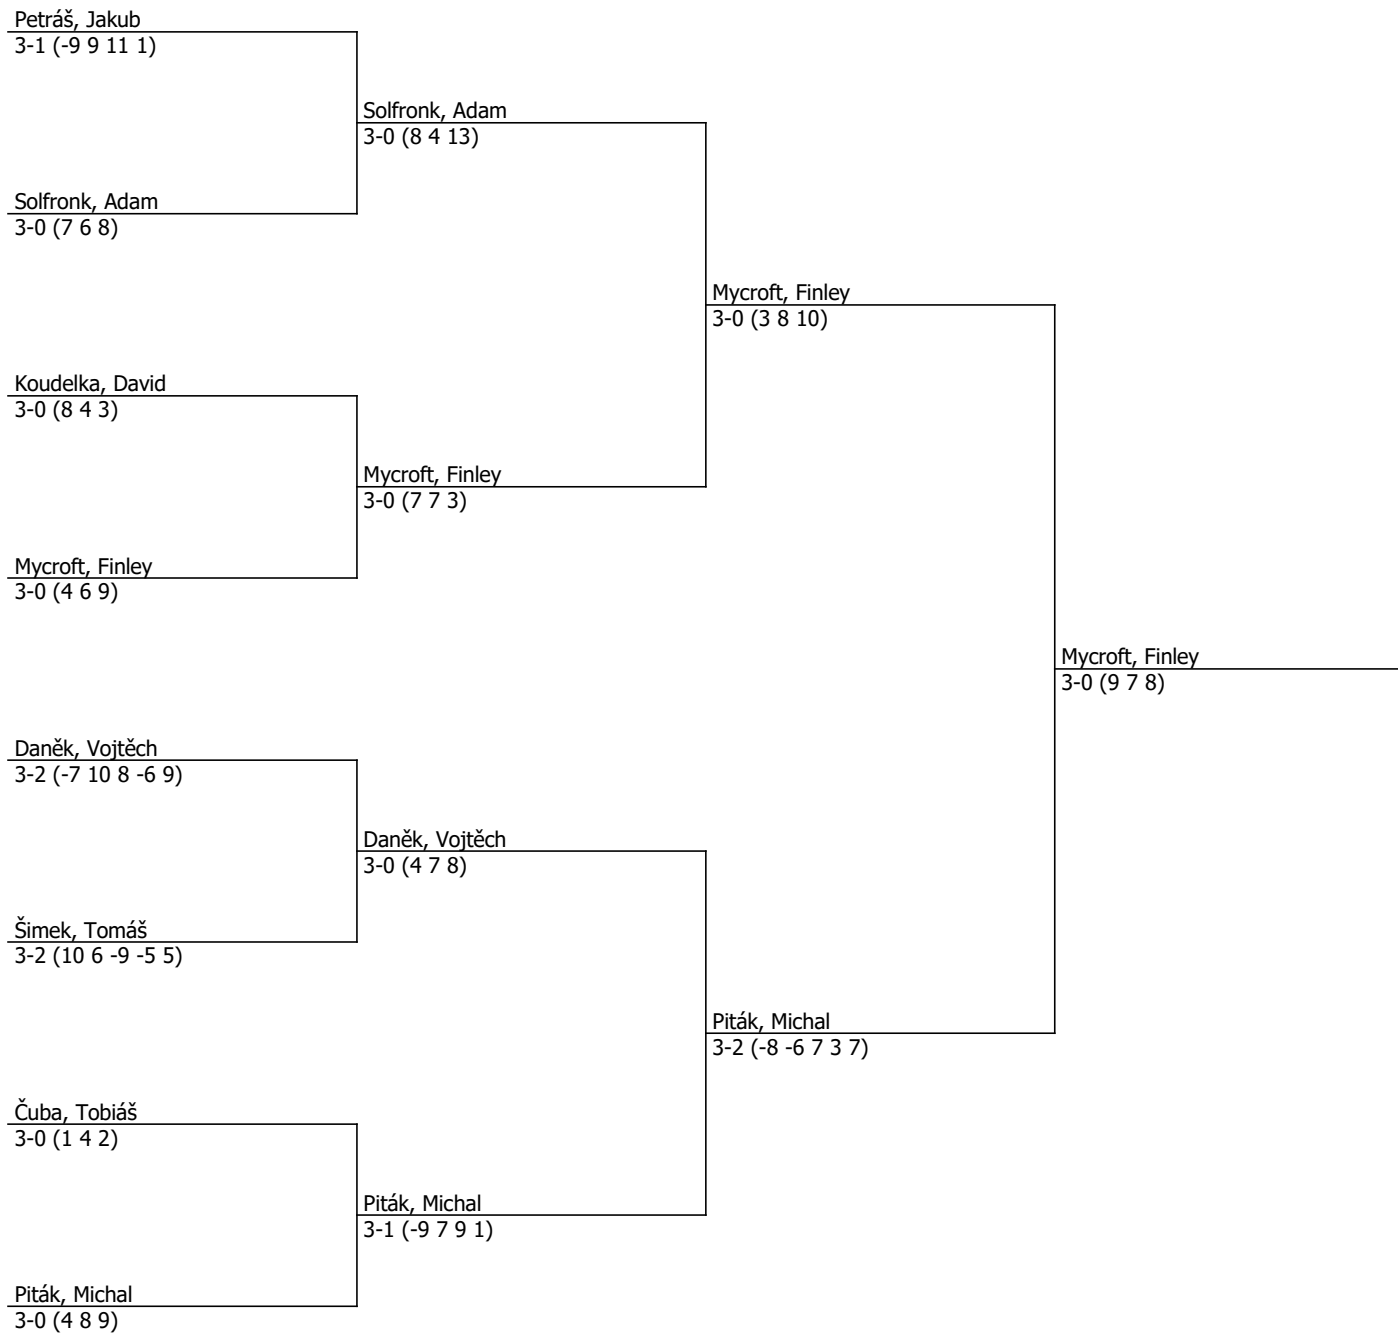 Petráš, Jakub
3-1 (-9 9 11 1)
Solfronk, Adam
3-0 (8 4 13)
Solfronk, Adam
3-0 (7 6 8)
Mycroft, Finley
3-0 (3 8 10)
Koudelka, David
3-0 (8 4 3)
Mycroft, Finley
3-0 (7 7 3)
Mycroft, Finley
3-0 (4 6 9)
Mycroft, Finley
3-0 (9 7 8)
Daněk, Vojtěch
3-2 (-7 10 8 -6 9)
Daněk, Vojtěch
3-0 (4 7 8)
Šimek, Tomáš
3-2 (10 6 -9 -5 5)
Piták, Michal
3-2 (-8 -6 7 3 7)
Čuba, Tobiáš
3-0 (1 4 2)
Piták, Michal
3-1 (-9 7 9 1)
Piták, Michal
3-0 (4 8 9)